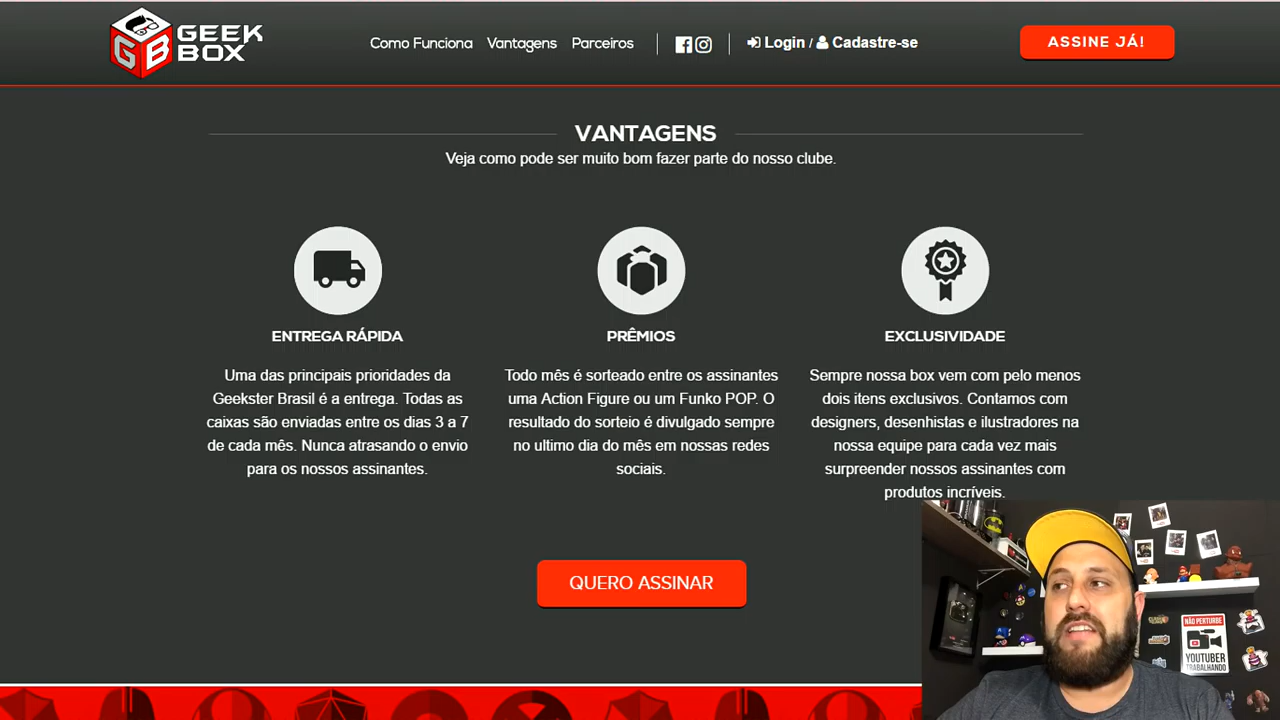 GEEK
BOX
GB
Como Funciona Vantagens Parceiros
Login / Cadastre-se
ASSINE JÁ!
VANTAGENS
Veja como pode ser muito bom fazer parte do nosso clube.
ENTREGA RÁPIDA
Uma das principais prioridades da
Geekster Brasil é a entrega. Todas as
caixas são enviadas entre os dias 3 a 7
de cada mês. Nunca atrasando o envio
para os nossos assinantes.
PRÊMIOS
Todo mês é sorteado entre os assinantes
uma Action Figure ou um Funko POP. O
resultado do sorteio é divulgado sempre
no ultimo dia do mês em nossas redes
sociais.
EXCLUSIVIDADE
Sempre nossa box vem com pelo menos
dois itens exclusivos. Contamos com
designers, desenhistas e ilustradores na
nossa equipe para cada vez mais
surpreender nossos assinantes com
produtos incríveis.
QUERO ASSINAR
NÃO PERTURBE
YOUTUBER
TRABALHANDO